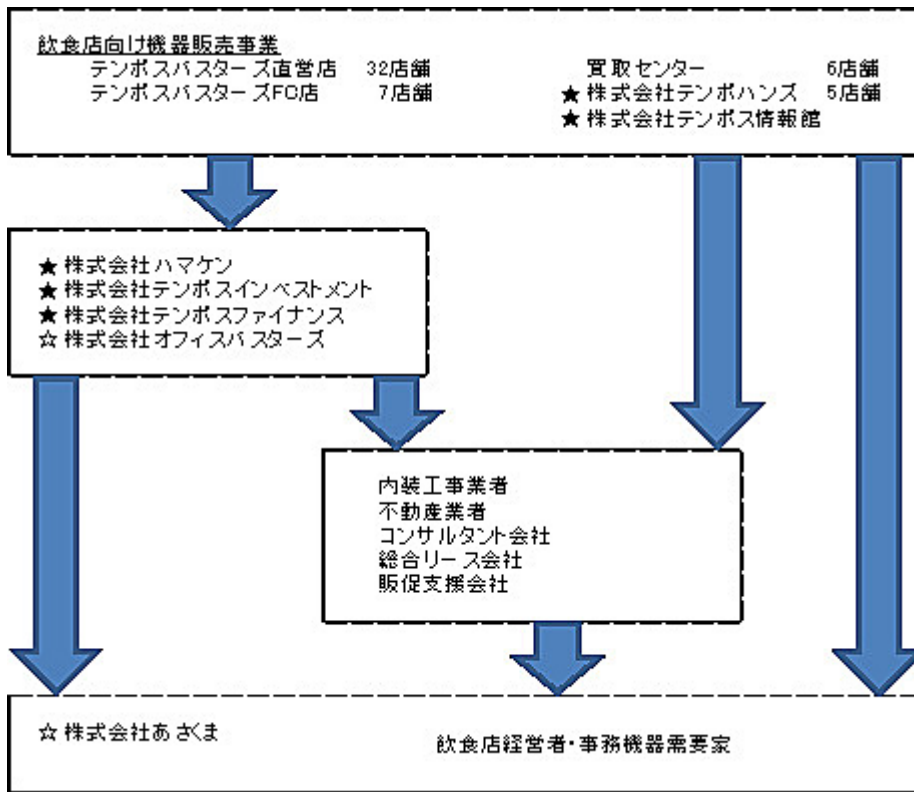 飲食店向け機器販売事業
テンポスバスターズ直営店 32店舗
テンポスバスターズFC店 7店舗
買取センター 6店舗
★株式会社テンポハンズ 5店舗
★株式会社テンポス情報館
★株式会社ハマケン
★株式会社テンポスインベストメント
★株式会社テンポスファイナンス
☆株式会社オフィスバスターズ
内装工事業者
不動産業者
コンサルタント会社
総合リース会社
販促支援会社
☆株式会社あさくま
飲食店経営者・事務機器需要家